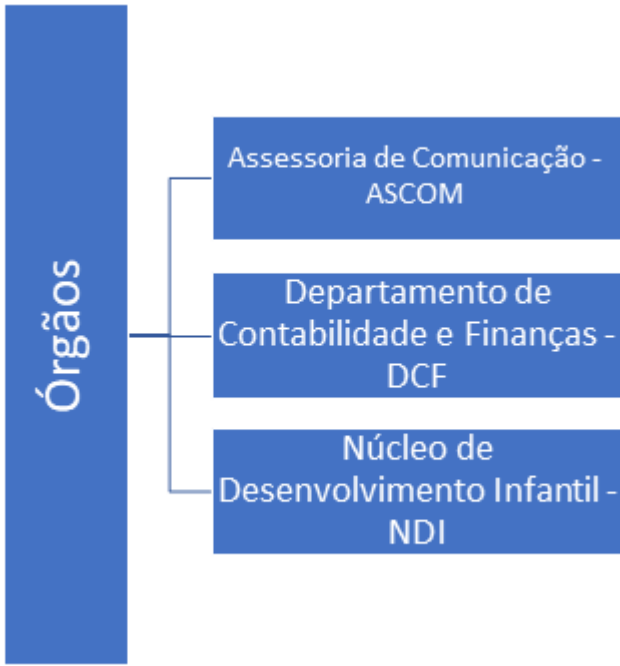 Órgãos
Assessoria de Comunicação -
ASCOM
Departamento de
Contabilidade e Finanças -
DCF
Núcleo de
Desenvolvimento Infantil -
NDI